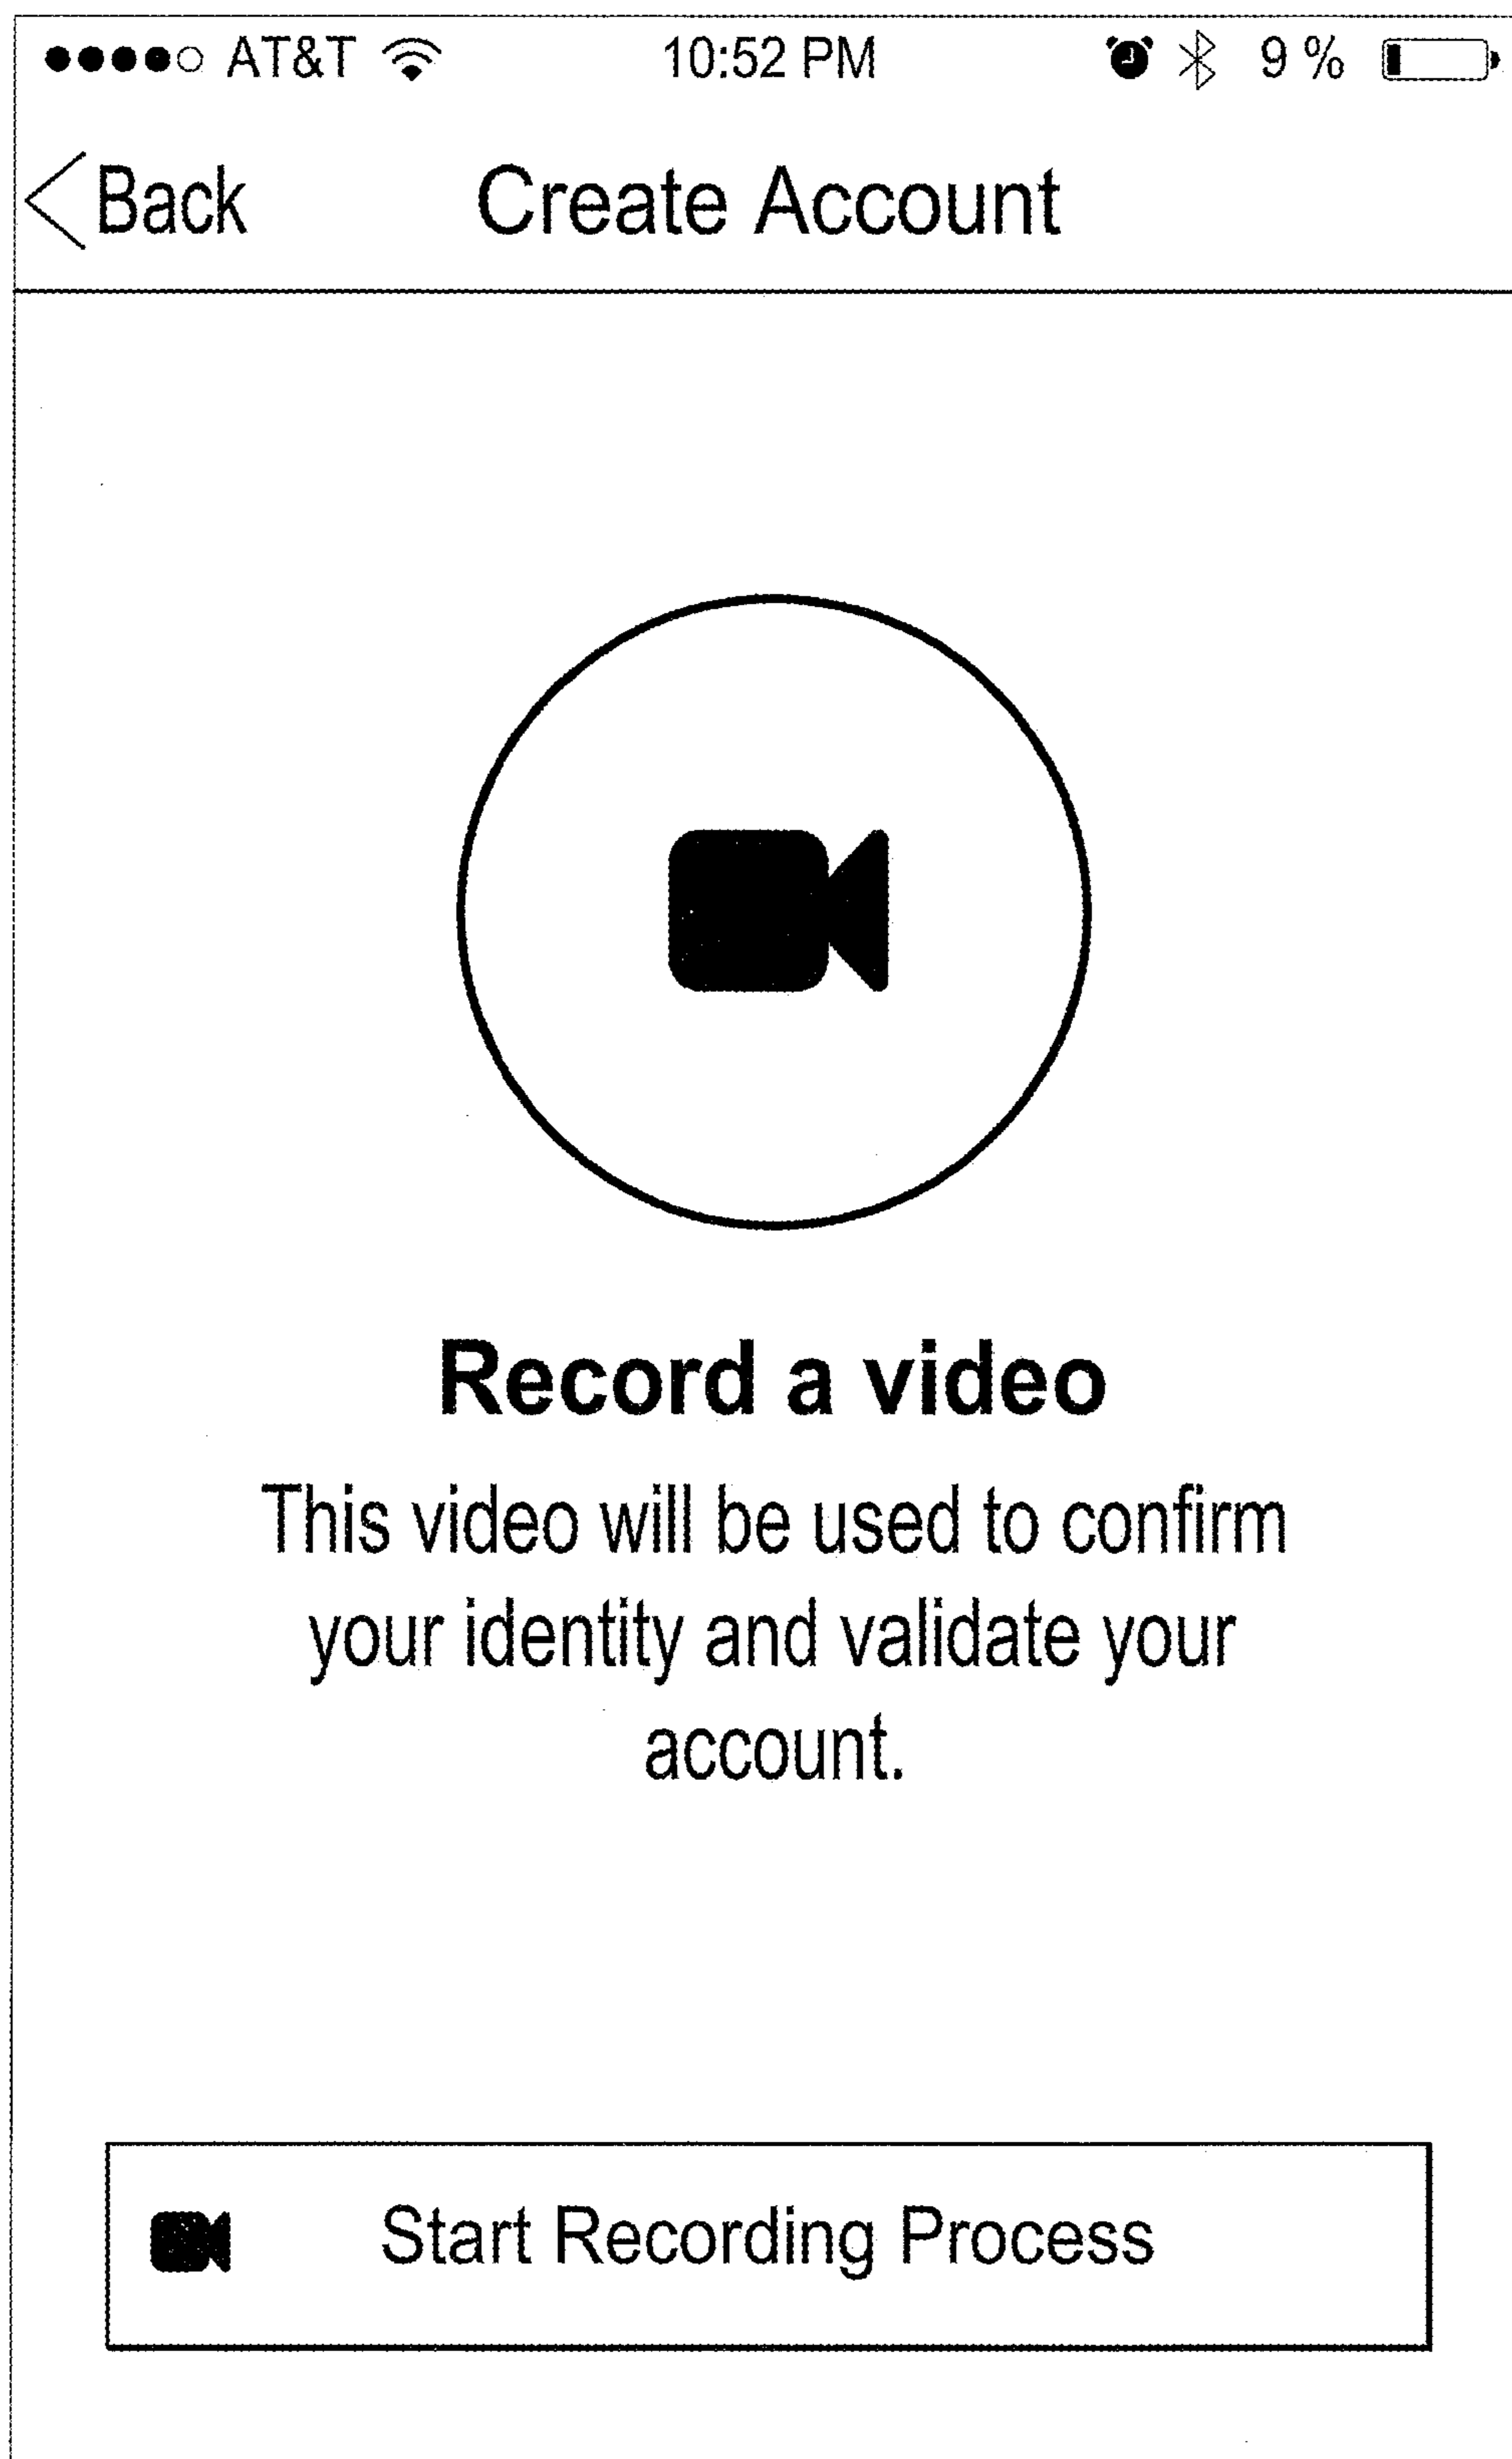 AT&T 10:52 PM 9 %
Back Create Account
Record a video
This video will be used to confirm
your identity and validate your
account.
Start Recording Process